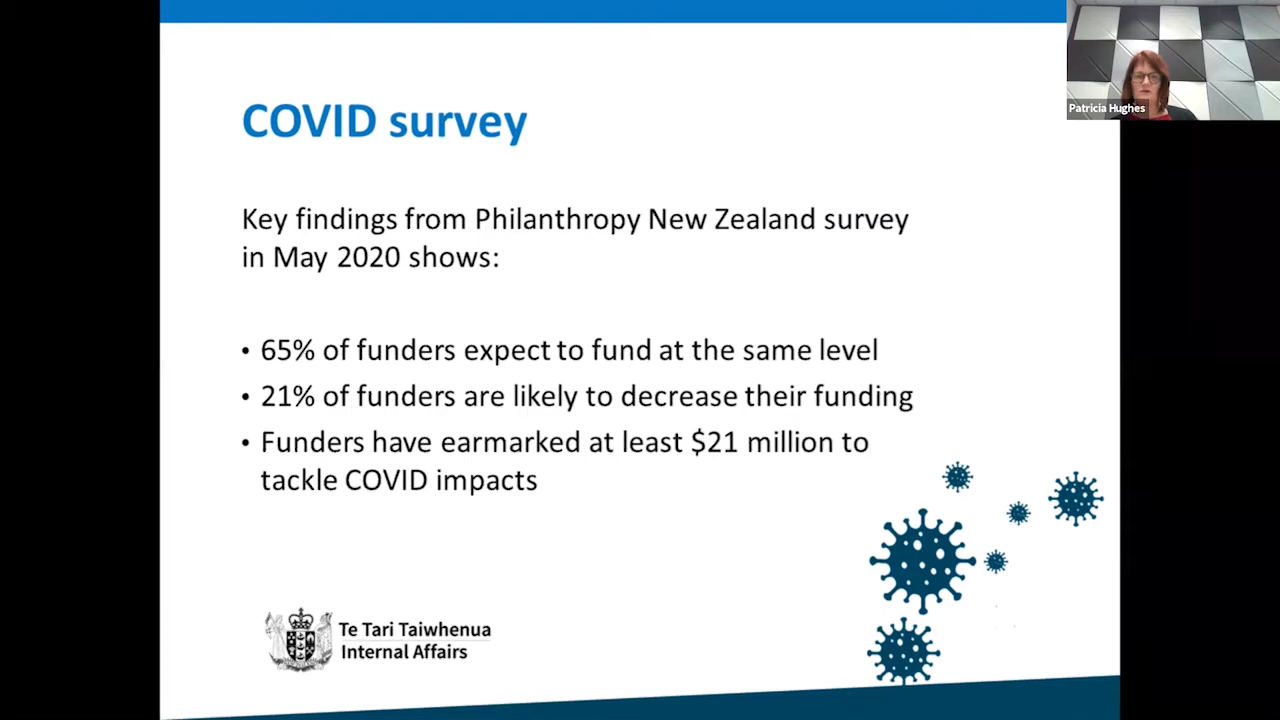 COVID survey
Patricia Hughes
Key findings from Philanthropy New Zealand survey
in May 2020 shows:
• 65% of funders expect to fund at the same level
• 21% of funders are likely to decrease their funding
• Funders have earmarked at least $21 million to
tackle COVID impacts
Te Tari Taiwhenua
Internal Affairs